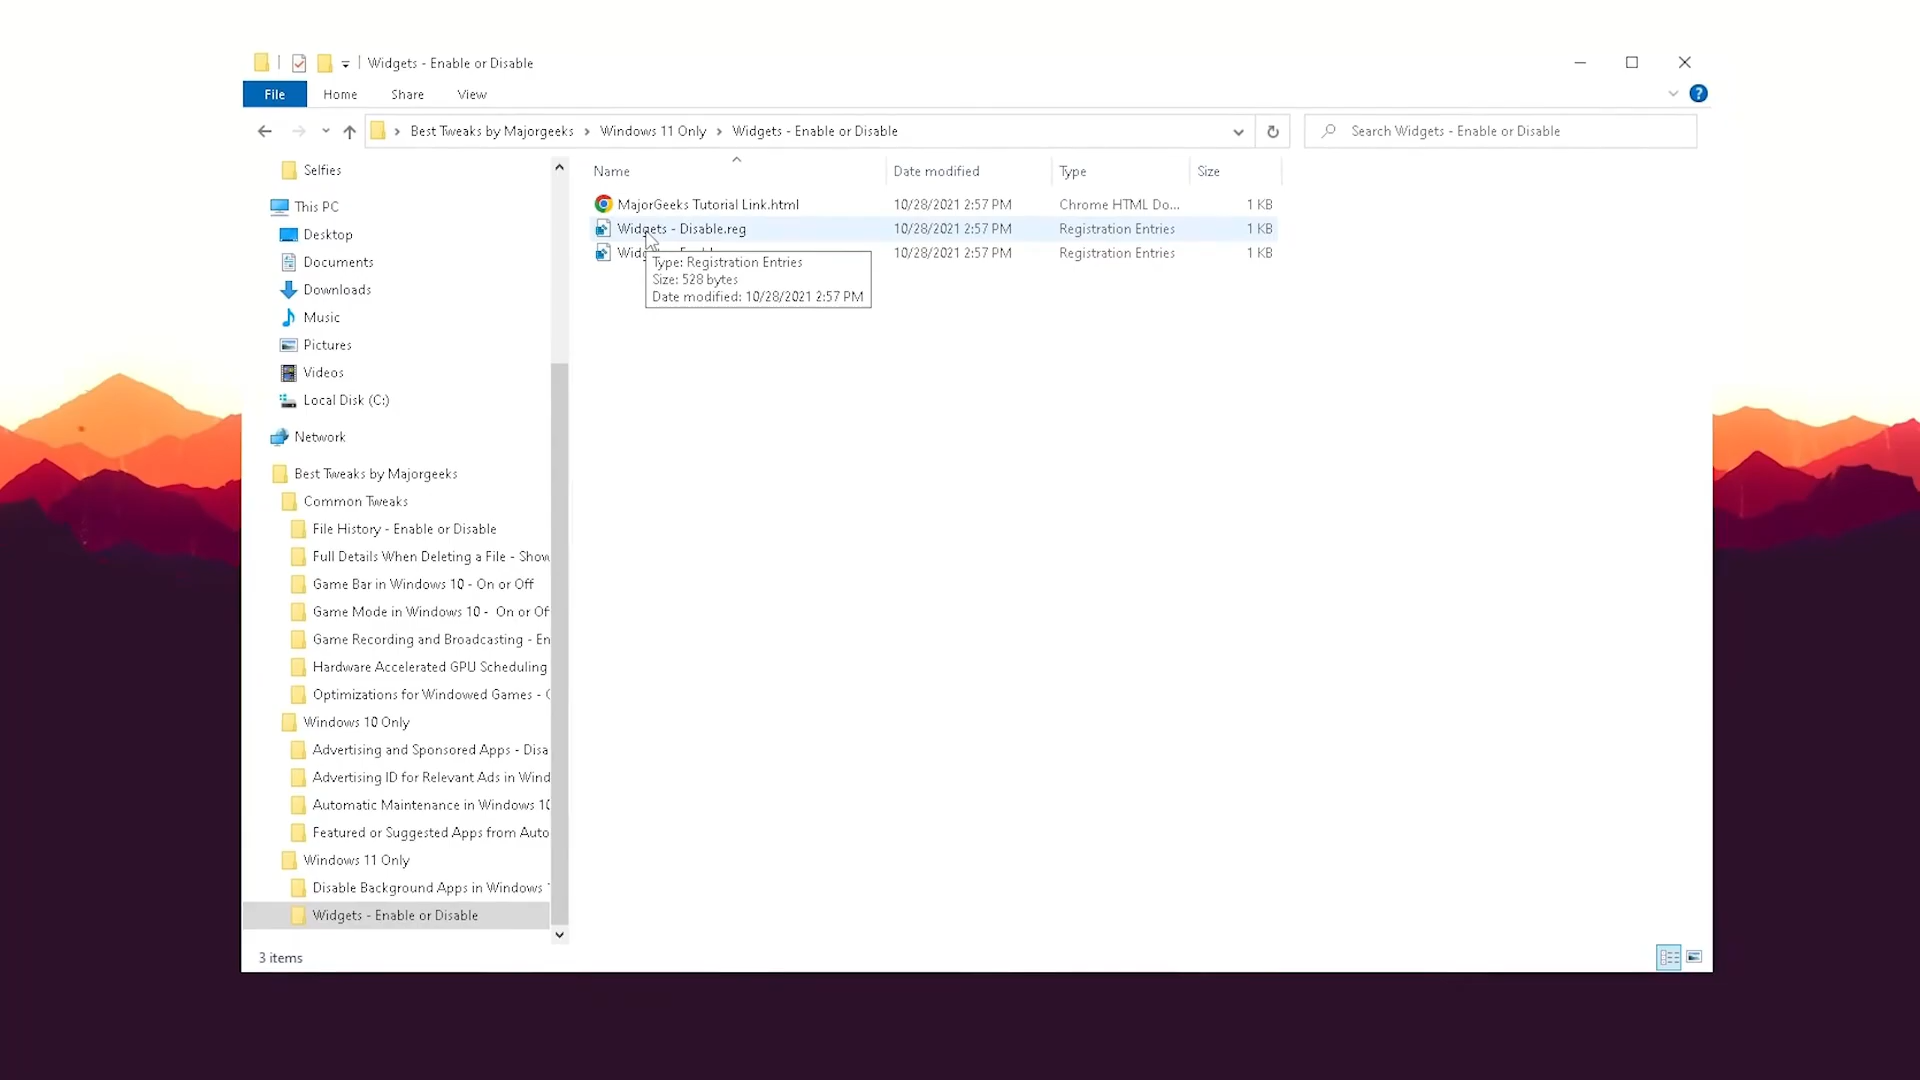 Widgets - Enable or Disable
File Home Share View
Best Tweaks by Majorgeeks Windows 11 Only Widgets - Enable or Disable
Search Widgets - Enable or Disable
Name Date modified Type Size
MajorGeeks Tutorial Link.html 10/28/2021 2:57 PM Chrome HTML Do... 1 KB
Widgets - Disable.reg 10/28/2021 2:57 PM Registration Entries 1 KB
10/28/2021 2:57 PM Registration Entries 1 KB
Type: Registration Entries
Size: 528 bytes
Date modified: 10/28/2021 2:57 PM
Selfies
This PC
Desktop
Documents
Downloads
Music
Pictures
Videos
Local Disk (C:)
Network
Best Tweaks by Majorgeeks
Common Tweaks
File History - Enable or Disable
Full Details When Deleting a File - Show
Game Bar in Windows 10 - On or Off
Game Mode in Windows 10 - On or Of
Game Recording and Broadcasting - En
Hardware Accelerated GPU Scheduling
Optimizations for Windowed Games -
Windows 10 Only
Advertising and Sponsored Apps - Disa
Advertising ID for Relevant Ads in Wind
Automatic Maintenance in Windows 10
Featured or Suggested Apps from Auto
Windows 11 Only
Disable Background Apps in Windows
Widgets - Enable or Disable
3 items